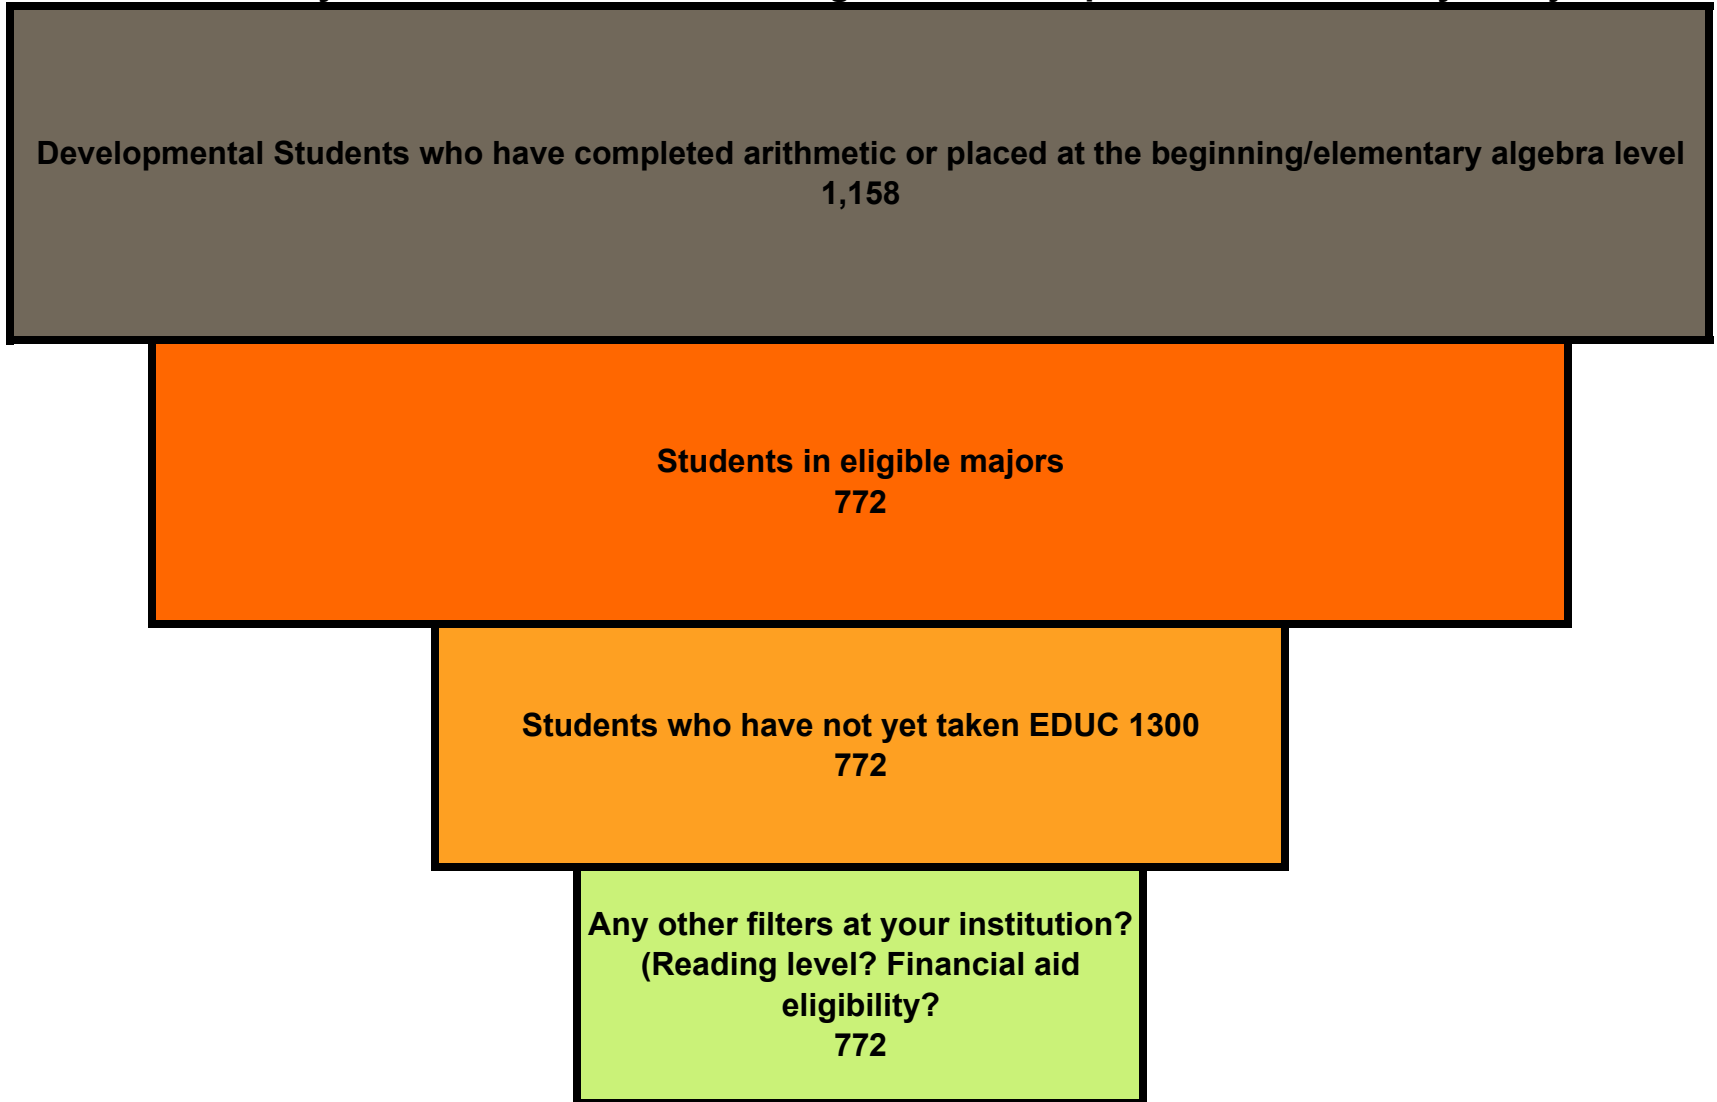 Developmental Students who have completed arithmetic or placed at the beginning/elementary algebra level
1,158
Students in eligible majors
772
Students who have not yet taken EDUC 1300
772
Any other filters at your institution?
(Reading level? Financial aid
eligibility?
772